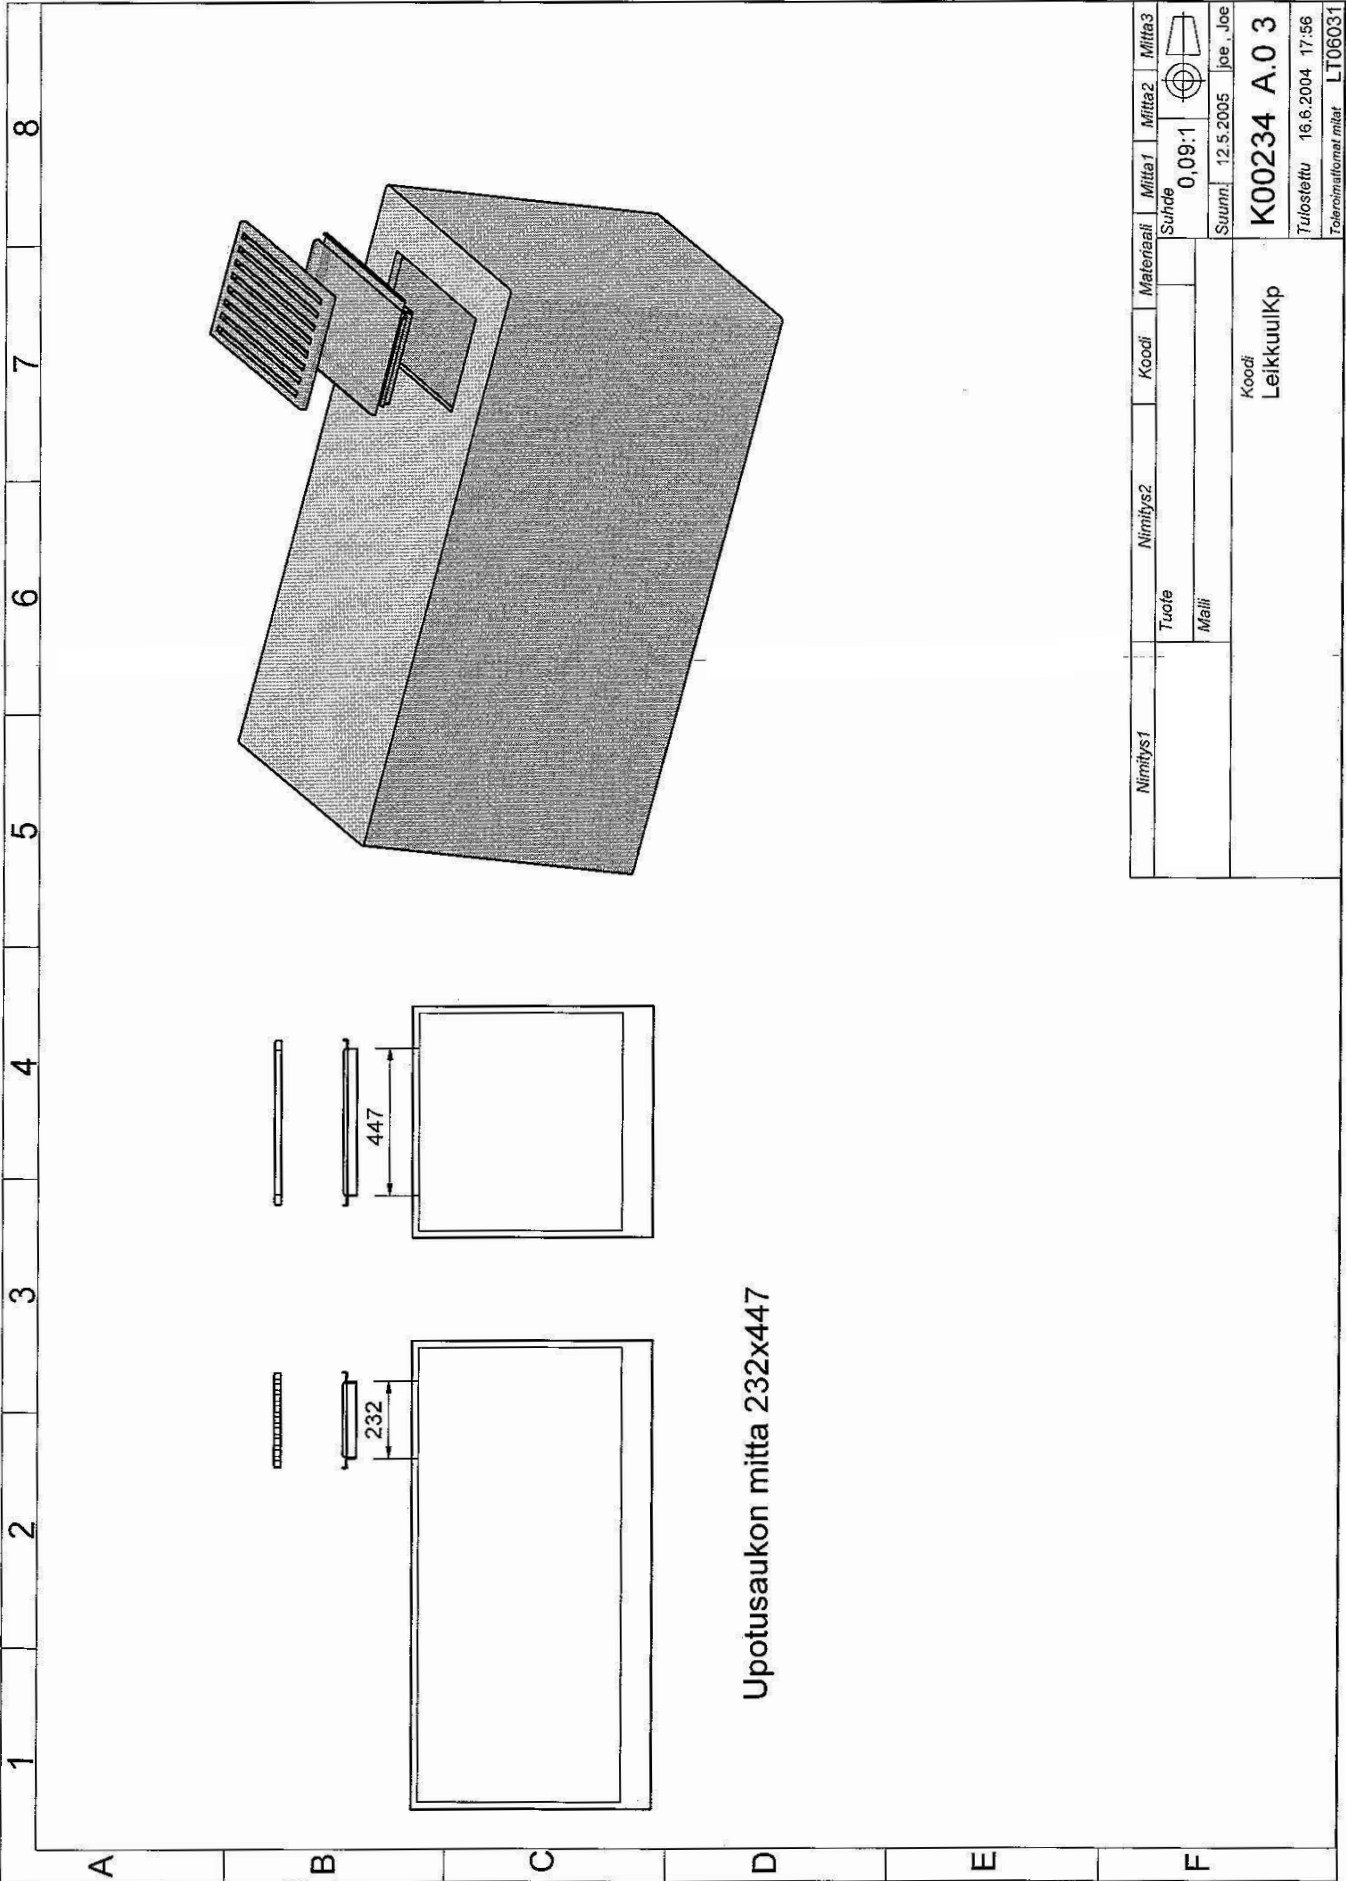 1 2 3 4 5 6 7 8
A
B
C
D
E
F
232
447
Upotusaukon mitta 232x447
Nimitys1 Nimitys2 Koodi Materiaali Mitta1 Mitta2 Mitta3
Tuote
Malli
Suhde
0,09:1
Suunn. 12.5.2005 joe , Joe
Koodi
LeikkuulKp
K00234 A.0 3
Tulostettu 16.6.2004 17:56
Toleroimattomat mitat LT06031